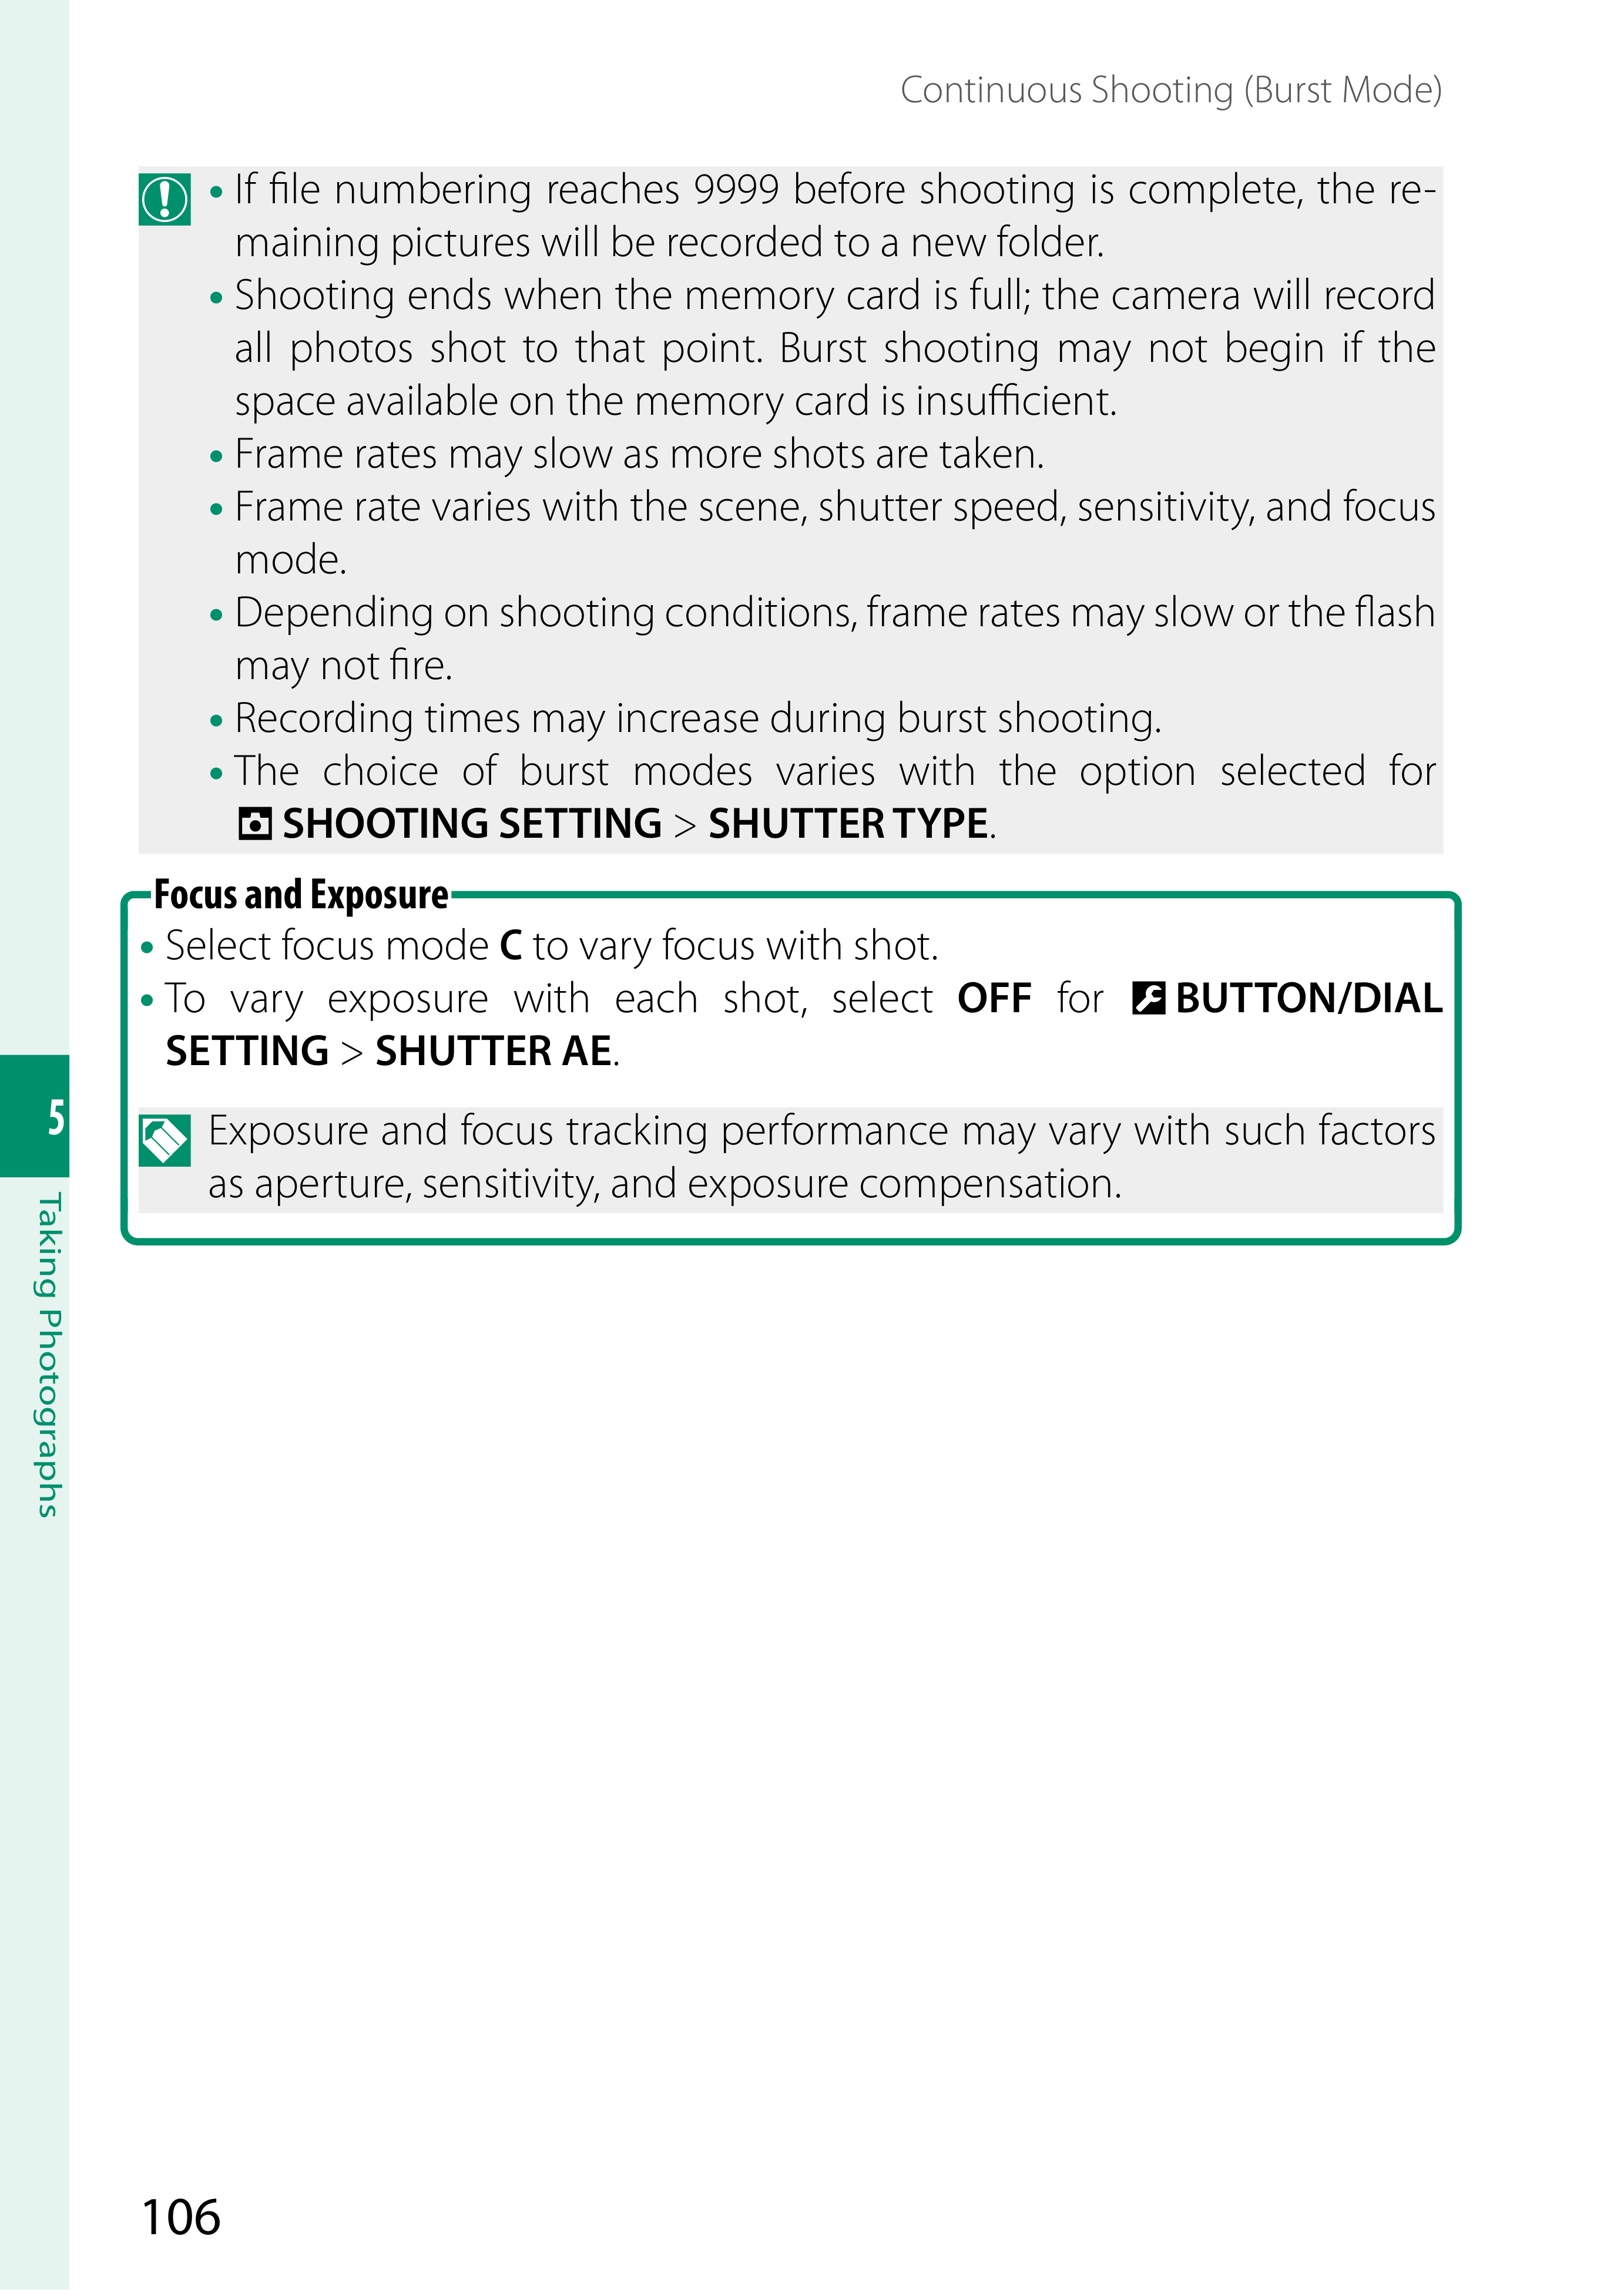 Continuous Shooting (Burst Mode)
• If file numbering reaches 9999 before shooting is complete, the re-
maining pictures will be recorded to a new folder.
• Shooting ends when the memory card is full; the camera will record
all photos shot to that point. Burst shooting may not begin if the
space available on the memory card is insufficient.
• Frame rates may slow as more shots are taken.
• Frame rate varies with the scene, shutter speed, sensitivity, and focus
mode.
• Depending on shooting conditions, frame rates may slow or the flash
may not fire.
• Recording times may increase during burst shooting.
• The choice of burst modes varies with the option selected for
SHOOTING SETTING > SHUTTER TYPE.
Focus and Exposure
• Select focus mode C to vary focus with shot.
• To vary exposure with each shot, select OFF for BUTTON/DIAL
SETTING > SHUTTER AE.
Exposure and focus tracking performance may vary with such factors
as aperture, sensitivity, and exposure compensation.
5
Taking Photographs
106